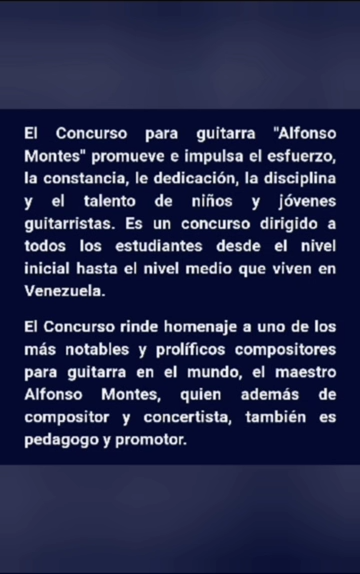 El Concurso para guitarra "Alfonso
Montes" promueve e impulsa el esfuerzo,
la constancia, le dedicación, la disciplina
y el talento de niños y jóvenes
guitarristas. Es un concurso dirigido a
todos los estudiantes desde el nivel
inicial hasta el nivel medio que viven en
Venezuela.
El Concurso rinde homenaje a uno de los
más notables y prolíficos compositores
para guitarra en el mundo, el maestro
Alfonso Montes, quien además de
compositor y concertista, también es
pedagogo y promotor.